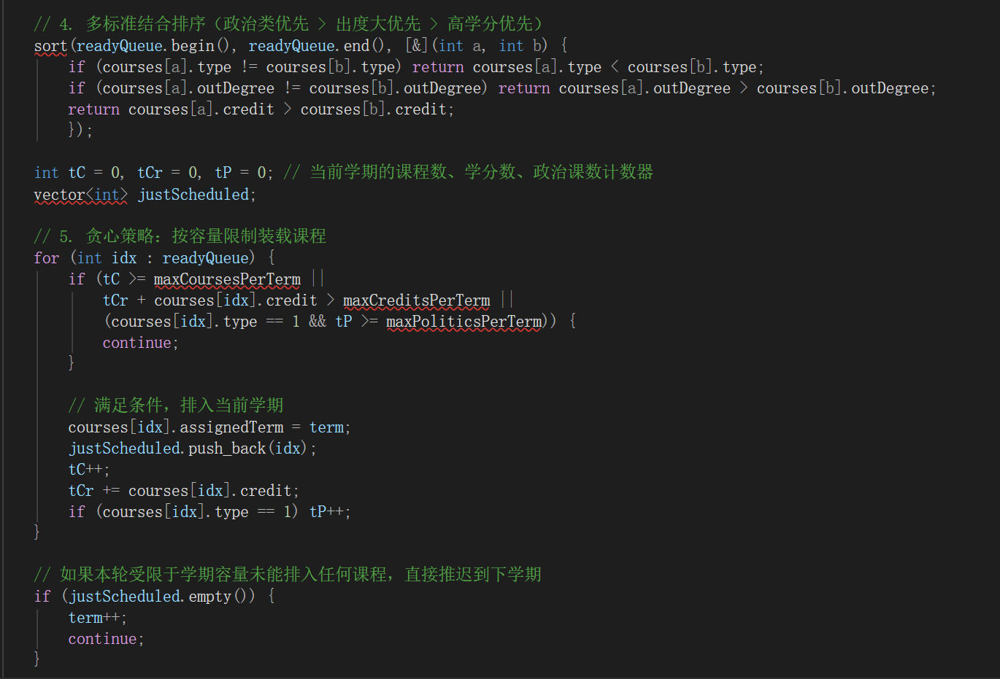 // 4. 多标准结合排序（政治类优先 > 出度大优先 > 高学分优先）
sort(readyQueue.begin(), readyQueue.end(), [&](int a, int b) {
    if (courses[a].type != courses[b].type) return courses[a].type < courses[b].type;
    if (courses[a].outDegree != courses[b].outDegree) return courses[a].outDegree > courses[b].outDegree;
    return courses[a].credit > courses[b].credit;
    });

int tC = 0, tCr = 0, tP = 0; // 当前学期的课程数、学分数、政治课数计数器
vector<int> justScheduled;

// 5. 贪心策略：按容量限制装载课程
for (int idx : readyQueue) {
    if (tC >= maxCoursesPerTerm ||
        tCr + courses[idx].credit > maxCreditsPerTerm ||
        (courses[idx].type == 1 && tP >= maxPoliticsPerTerm)) {
        continue;
    }

    // 满足条件，排入当前学期
    courses[idx].assignedTerm = term;
    justScheduled.push_back(idx);
    tC++;
    tCr += courses[idx].credit;
    if (courses[idx].type == 1) tP++;
}

// 如果本轮受限于学期容量未能排入任何课程，直接推迟到下学期
if (justScheduled.empty()) {
    term++;
    continue;
}